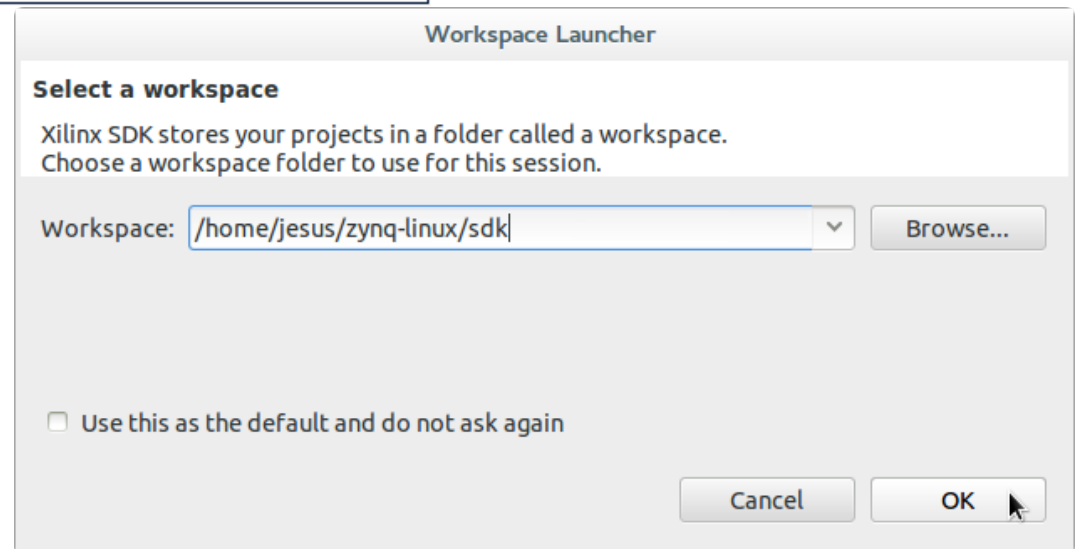 Workspace Launcher
Select a workspace
Xilinx SDK stores your projects in a folder called a workspace.
Choose a workspace folder to use for this session.
Workspace: /home/jesus/zynq-linux/sdk Browse...
Use this as the default and do not ask again
Cancel OK